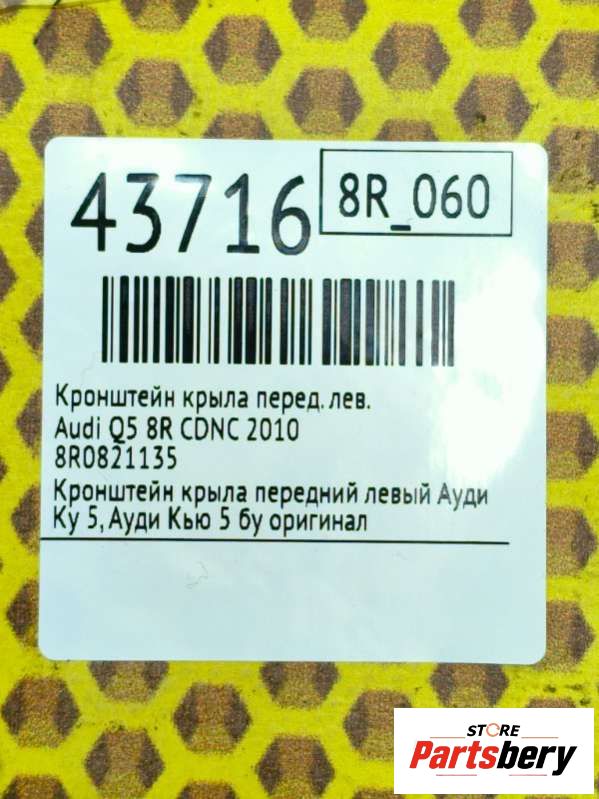 43716
8R_060
Кронштейн крыла перед. лев.
Audi Q5 8R CDNC 2010
8R0821135
Кронштейн крыла передний левый Ауди
Ку 5, Ауди Кью 5 бу оригинал
STORE
Partsbery